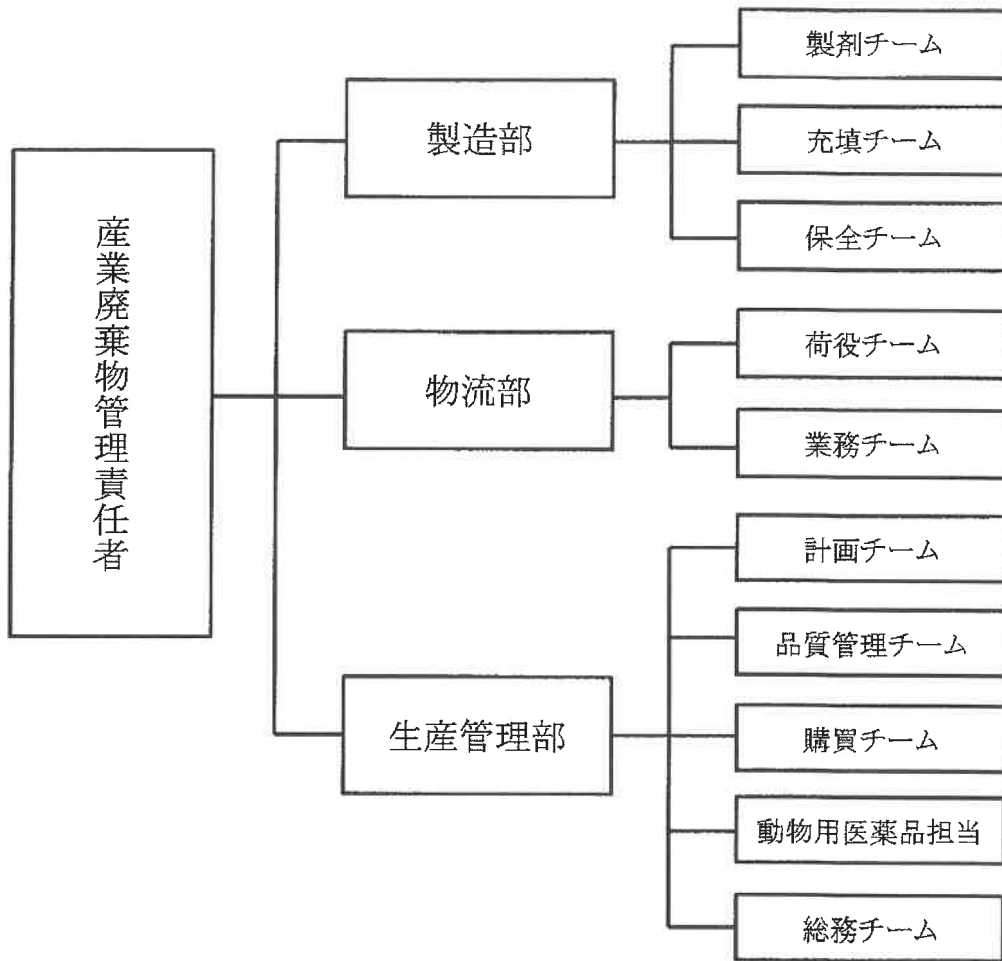 産業廃棄物管理責任者
製造部
製剤チーム
充填チーム
保全チーム
物流部
荷役チーム
業務チーム
生産管理部
計画チーム
品質管理チーム
購買チーム
動物用医薬品担当
総務チーム